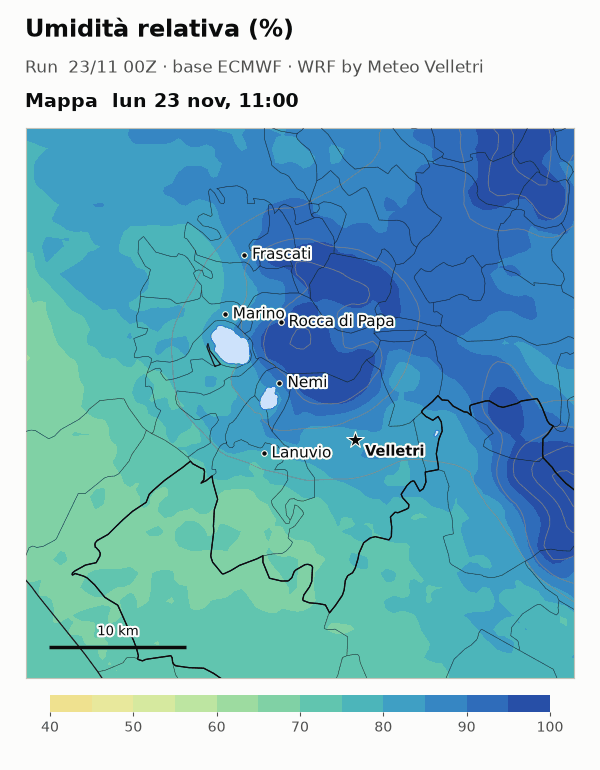 Umidità relativa (%)
Run  23/11 00Z · base ECMWF · WRF by Meteo Velletri
Mappa  lun 23 nov, 11:00
Frascati
Marino
Rocca di Papa
Nemi
Velletri
Lanuvio
10 km
40 50 60 70 80 90 100